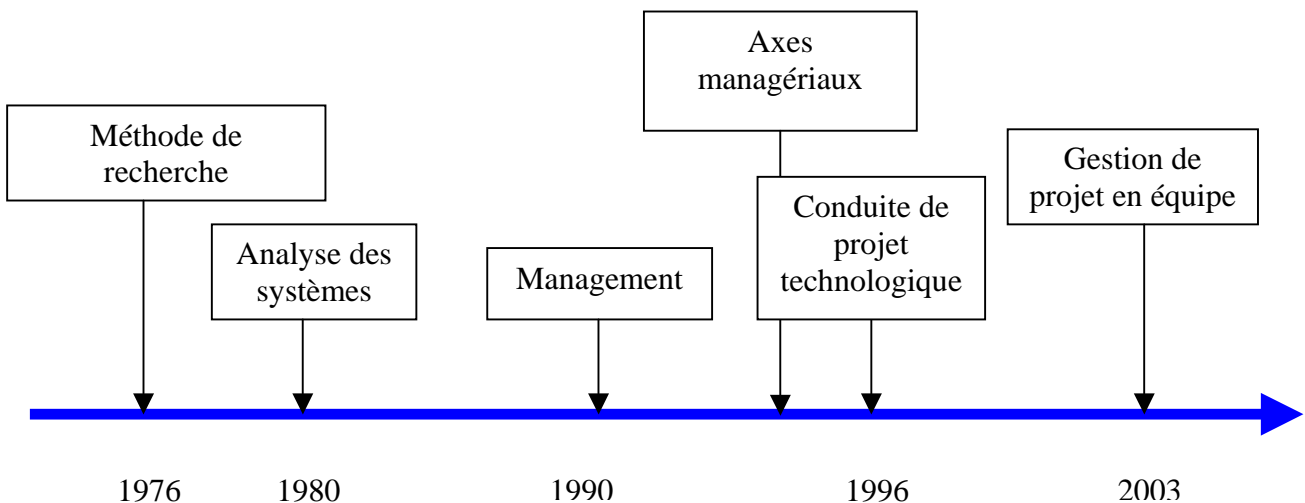 Axes
managériaux
Méthode de
recherche
Gestion de
projet en équipe
Conduite de
projet
technologique
Analyse des
systèmes
Management
1976 1980 1990 1996 2003